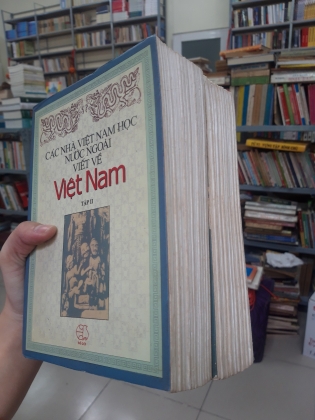 CÁC NHÀ VIỆT NAM HỌC
NƯỚC NGOÀI
VIẾT VỀ
Việt Nam
TẬP II